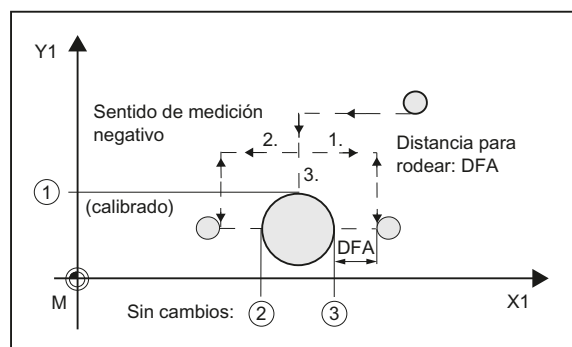 Y1
Sentido de medición
negativo
2.
1.
Distancia para
rodear: DFA
3.
1
(calibrado)
DFA
M
Sin cambios:
2
3
X1